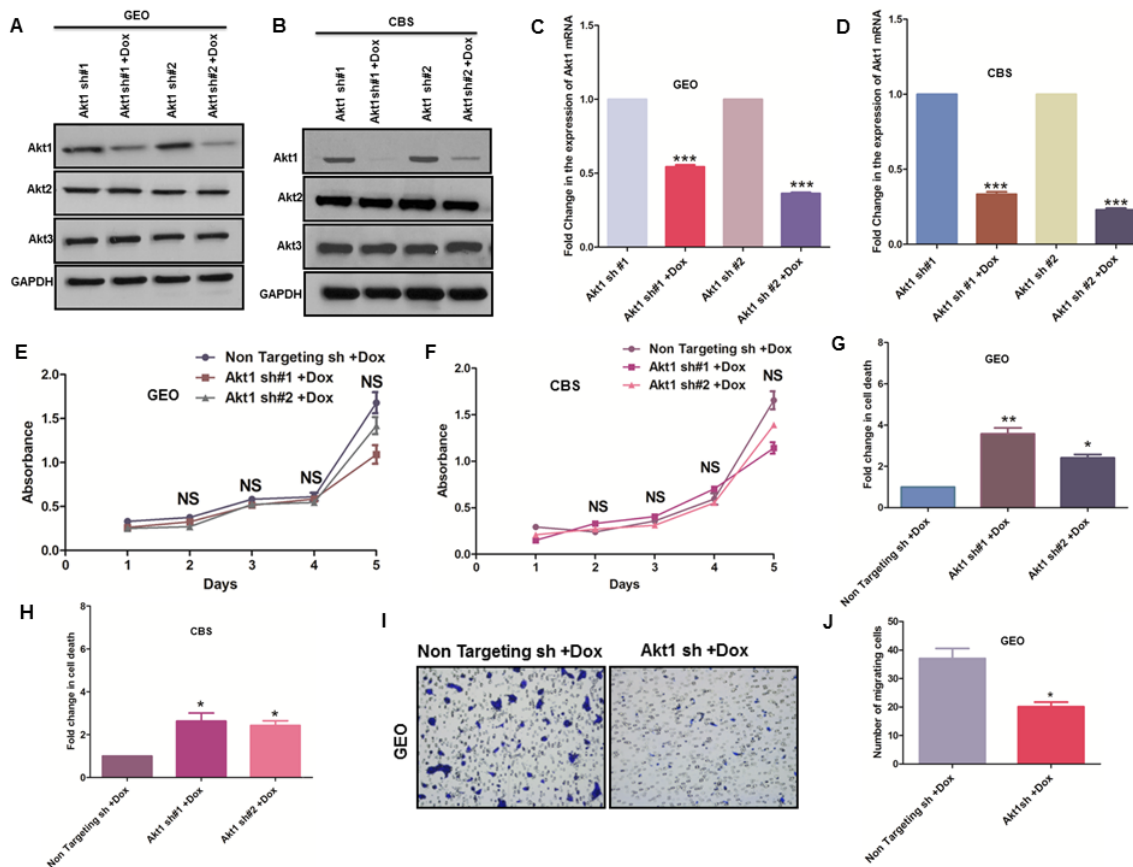 A
GEO
Akt1 sh#1
Akt1sh#1 +Dox
Akt1 sh#2
Akt1sh#2 +Dox
Akt1
Akt2
Akt3
GAPDH
B
CBS
Akt1 sh#1
Akt1sh#1 +Dox
Akt1 sh#2
Akt1sh#2 +Dox
Akt1
Akt2
Akt3
GAPDH
C
Fold Change in the expression of Akt1 mRNA
GEO
1.5
1.0
0.5
0.0
***
***
Akt1 sh #1
Akt1 sh#1 +Dox
Akt1 sh #2
Akt1 sh #2 +Dox
D
Fold Change in the expression of Akt1 mRNA
CBS
1.5
1.0
0.5
0.0
***
***
Akt1 sh#1
Akt1 sh #1 +Dox
Akt1 sh #2
Akt1 sh #2 +Dox
E
Non Targeting sh +Dox
Akt1 sh#1 +Dox
Akt1 sh#2 +Dox
GEO
Absorbance
2.0
1.5
1.0
0.5
0.0
NS
NS
NS
NS
0 1 2 3 4 5
Days
F
Non Targeting sh +Dox
Akt1 sh#1 +Dox
Akt1 sh#2 +Dox
CBS
Absorbance
2.0
1.5
1.0
0.5
0.0
NS
NS
NS
NS
0 1 2 3 4 5
Days
G
GEO
Fold change in cell death
8
6
4
2
0
**
*
Non Targeting sh +Dox
Akt1 sh#1 +Dox
Akt1 sh#2 +Dox
H
CBS
Fold change in cell death
8
6
4
2
0
*
*
Non Targeting sh +Dox
Akt1 sh#1 +Dox
Akt1 sh#2 +Dox
I
Non Targeting sh +Dox
Akt1 sh +Dox
GEO
J
GEO
Number of migrating cells
50
40
30
20
10
0
*
Non Targeting sh +Dox
Akt1sh +Dox